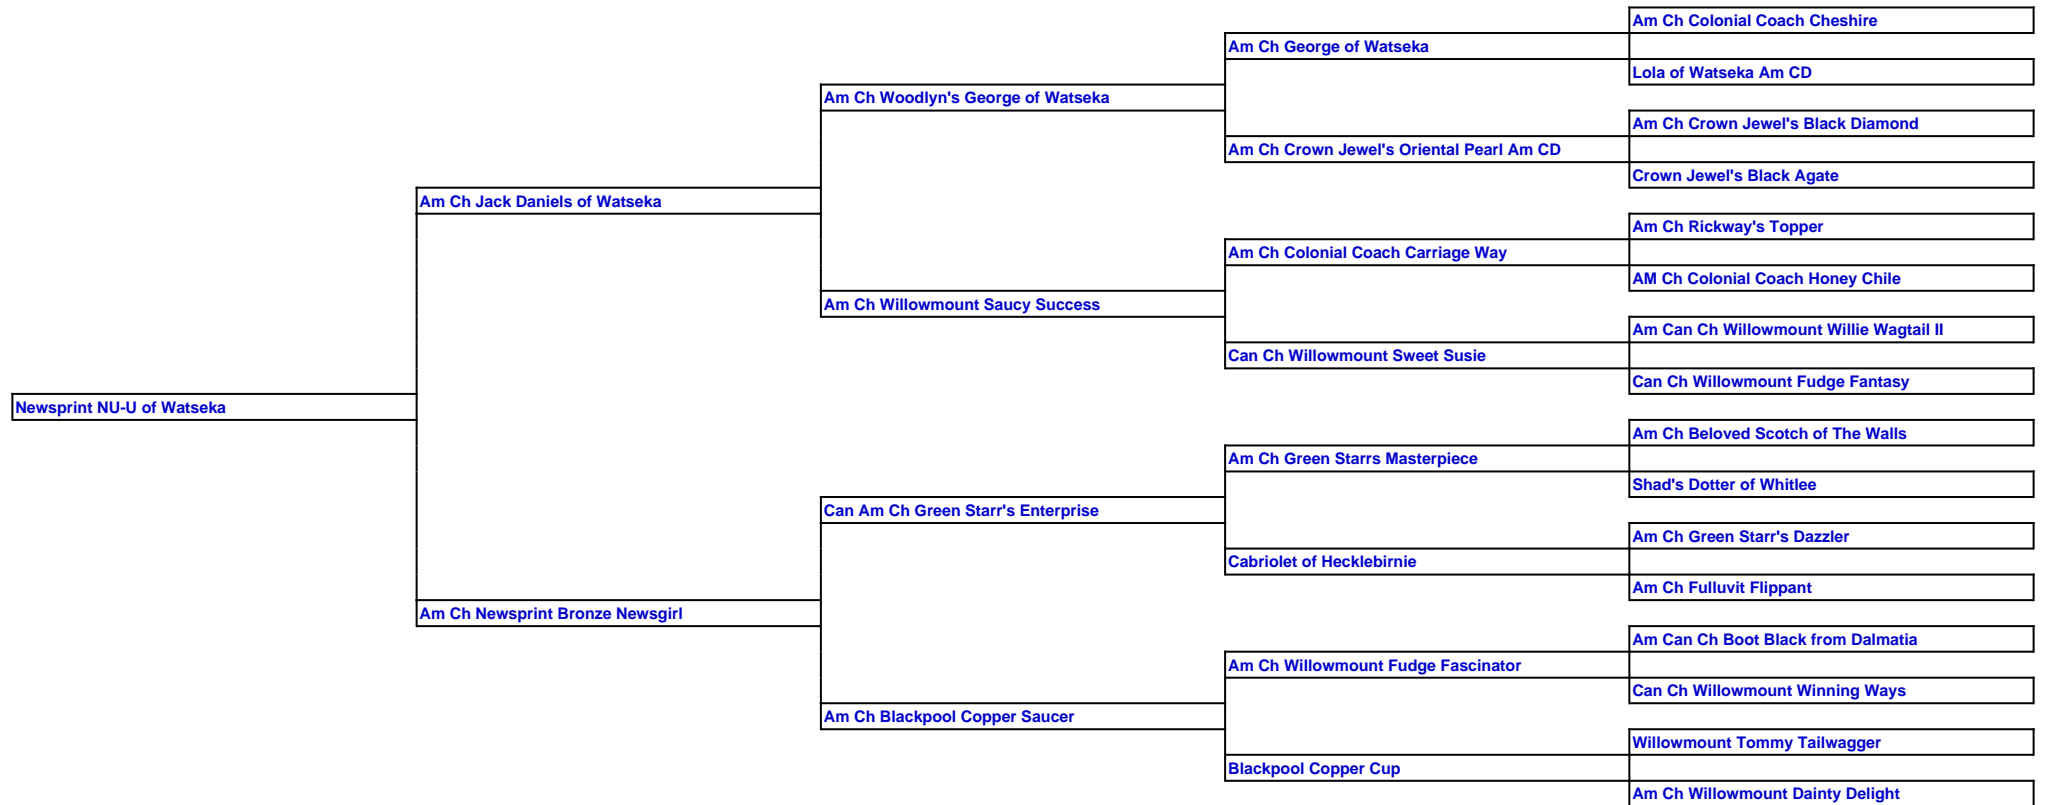 Am Ch Colonial Coach Cheshire
Am Ch George of Watseka
Lola of Watseka Am CD
Am Ch Woodlyn's George of Watseka
Am Ch Crown Jewel's Black Diamond
Am Ch Crown Jewel's Oriental Pearl Am CD
Crown Jewel's Black Agate
Am Ch Jack Daniels of Watseka
Am Ch Rickway's Topper
Am Ch Colonial Coach Carriage Way
AM Ch Colonial Coach Honey Chile
Am Ch Willowmount Saucy Success
Am Can Ch Willowmount Willie Wagtail II
Can Ch Willowmount Sweet Susie
Can Ch Willowmount Fudge Fantasy
Newsprint NU-U of Watseka
Am Ch Beloved Scotch of The Walls
Am Ch Green Starrs Masterpiece
Shad's Dotter of Whitlee
Can Am Ch Green Starr's Enterprise
Am Ch Green Starr's Dazzler
Cabriolet of Hecklebirnie
Am Ch Fulluvit Flippant
Am Ch Newsprint Bronze Newsgirl
Am Can Ch Boot Black from Dalmatia
Am Ch Willowmount Fudge Fascinator
Can Ch Willowmount Winning Ways
Am Ch Blackpool Copper Saucer
Willowmount Tommy Tailwagger
Blackpool Copper Cup
Am Ch Willowmount Dainty Delight